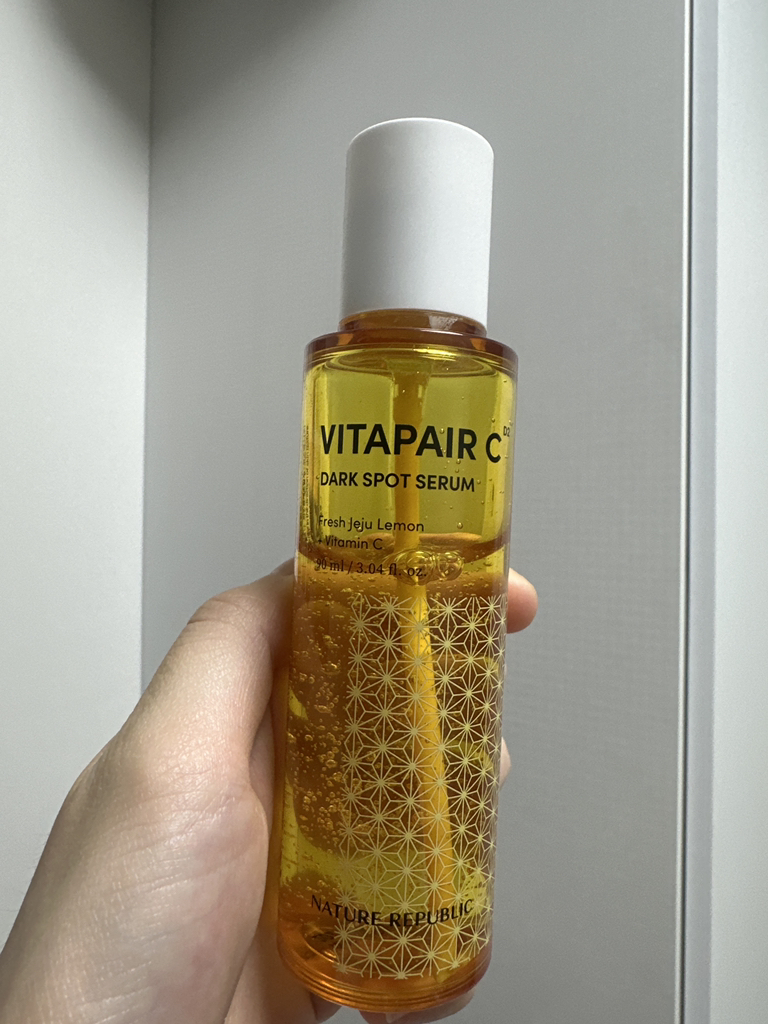 VITAPAIR C
DARK SPOT SERUM
Fresh Jeju Lemon
+ Vitamin C
90 ml / 3.04 fl. oz.
NATURE REPUBLIC